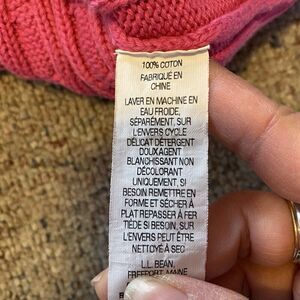 100% COTON
FABRIQUÉ EN
CHINE
LAVER EN MACHINE EN
EAU FROIDE,
SÉPARÉMENT, SUR
L'ENVERS CYCLE
DÉLICAT DÉTERGENT
DOUX AGENT
BLANCHISSANT NON
DÉCOLORANT
UNIQUEMENT, SI
BESOIN REMETTRE EN
FORME ET SÉCHER À
PLAT REPASSER À FER
TIÈDE SI BESOIN, SUR
L'ENVERS PEUT ÊTRE
NETTOYÉ À SEC
L.L. BEAN,
FREEPORT, MAINE